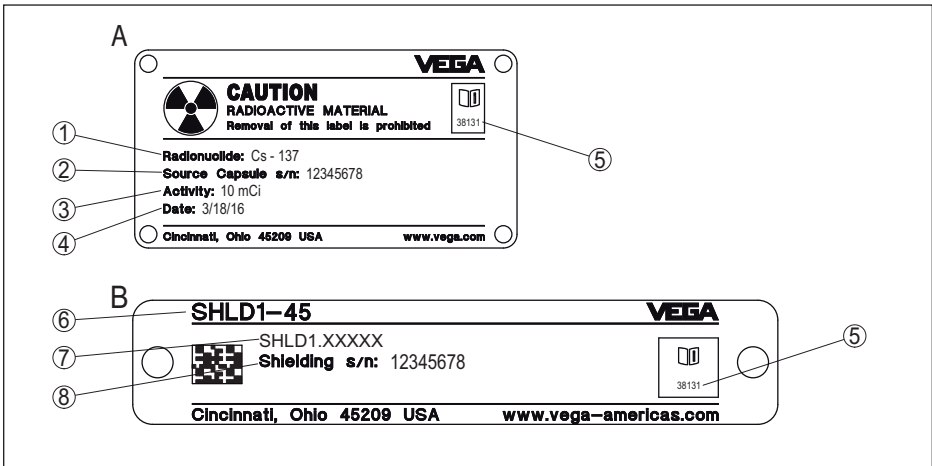 A
VEGA
CAUTION
RADIOACTIVE MATERIAL
Removal of this label is prohibited
38131
① Radionuclide: Cs - 137
② Source Capsule s/n: 12345678
③ Activity: 10 mCi
④ Date: 3/18/16
⑤
Cincinnati, Ohio 45209 USA www.vega.com
B
⑥ SHLD1-45 VEGA
⑦ SHLD1.XXXXX
⑧ Shielding s/n: 12345678
38131
⑤
Cincinnati, Ohio 45209 USA www.vega-americas.com